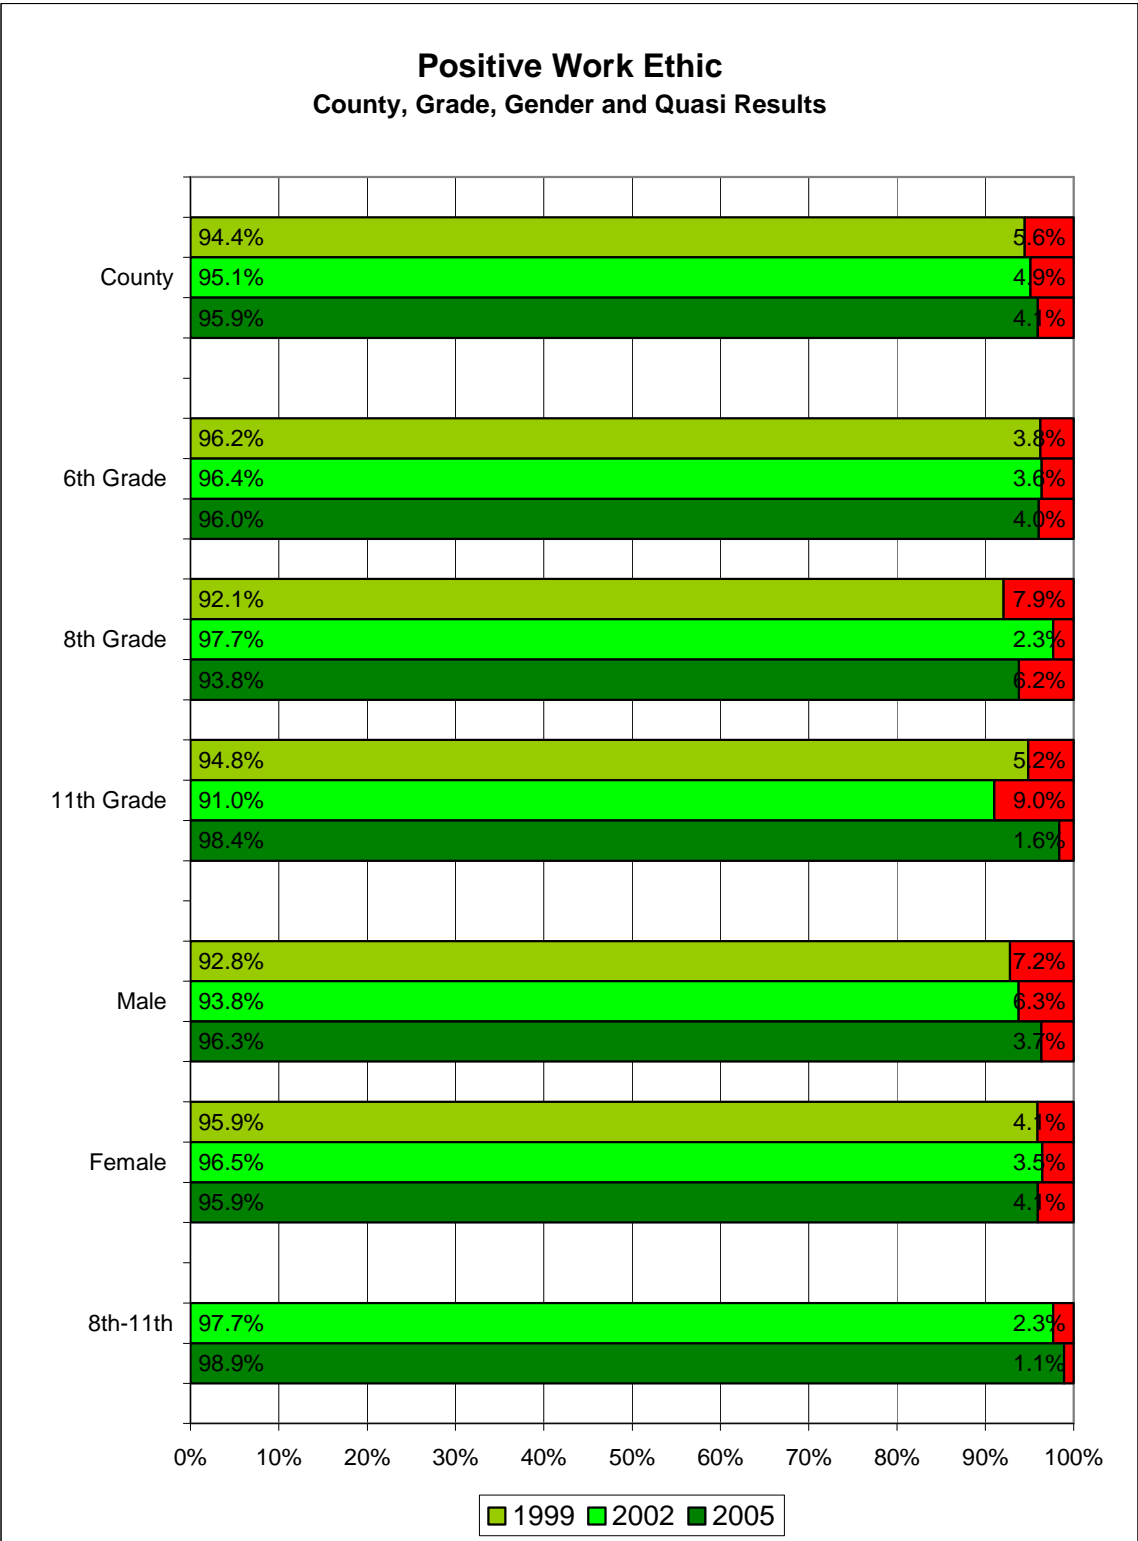 Positive Work Ethic
County, Grade, Gender and Quasi Results
94.4% 5.6%
County 95.1% 4.9%
95.9% 4.1%
96.2% 3.8%
6th Grade 96.4% 3.6%
96.0% 4.0%
92.1% 7.9%
8th Grade 97.7% 2.3%
93.8% 6.2%
94.8% 5.2%
11th Grade 91.0% 9.0%
98.4% 1.6%
92.8% 7.2%
Male 93.8% 6.3%
96.3% 3.7%
95.9% 4.1%
Female 96.5% 3.5%
95.9% 4.1%
8th-11th 97.7% 2.3%
98.9% 1.1%
0% 10% 20% 30% 40% 50% 60% 70% 80% 90% 100%
1999 2002 2005